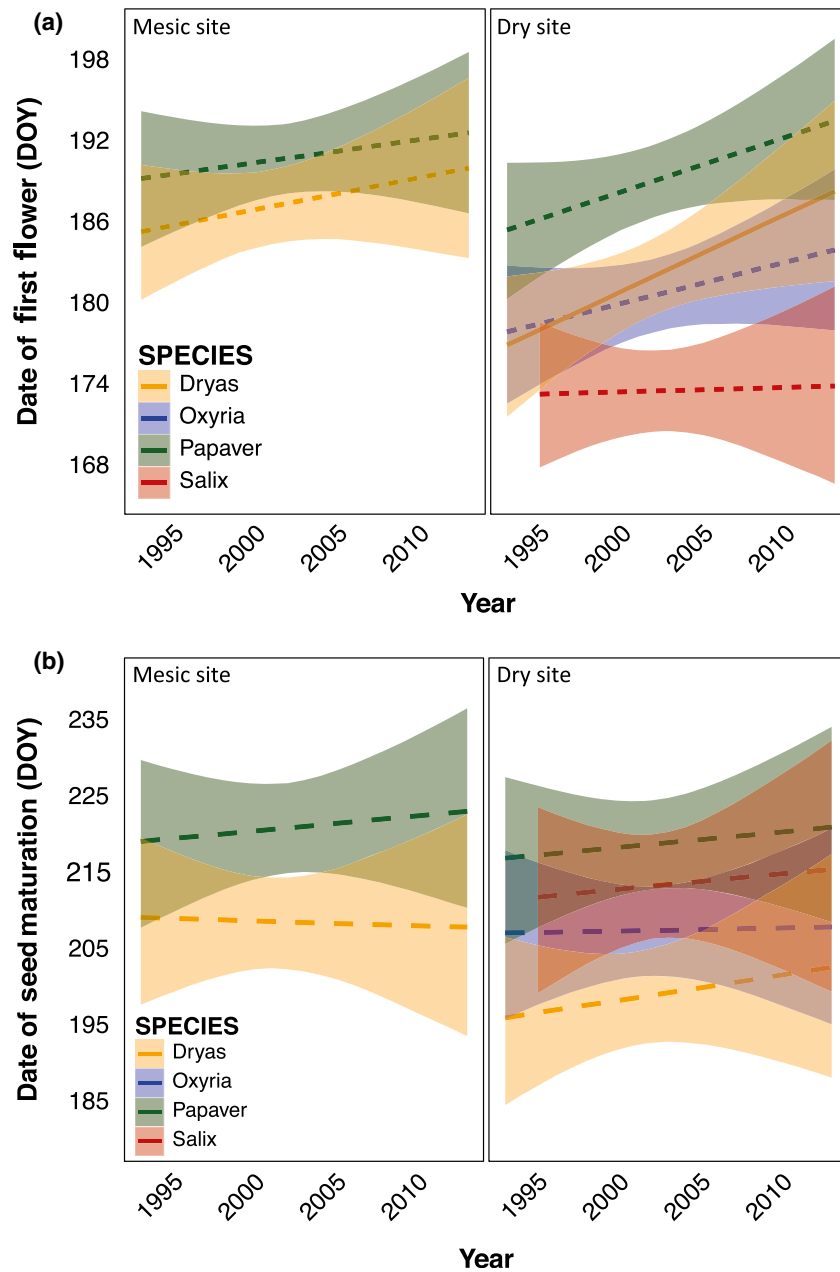 (a)
Mesic site
Dry site
Date of first flower (DOY)
198
192
186
180
174
168
SPECIES
Dryas
Oxyria
Papaver
Salix
1995
2000
2005
2010
1995
2000
2005
2010
Year
(b)
Mesic site
Dry site
Date of seed maturation (DOY)
235
225
215
205
195
185
SPECIES
Dryas
Oxyria
Papaver
Salix
1995
2000
2005
2010
1995
2000
2005
2010
Year